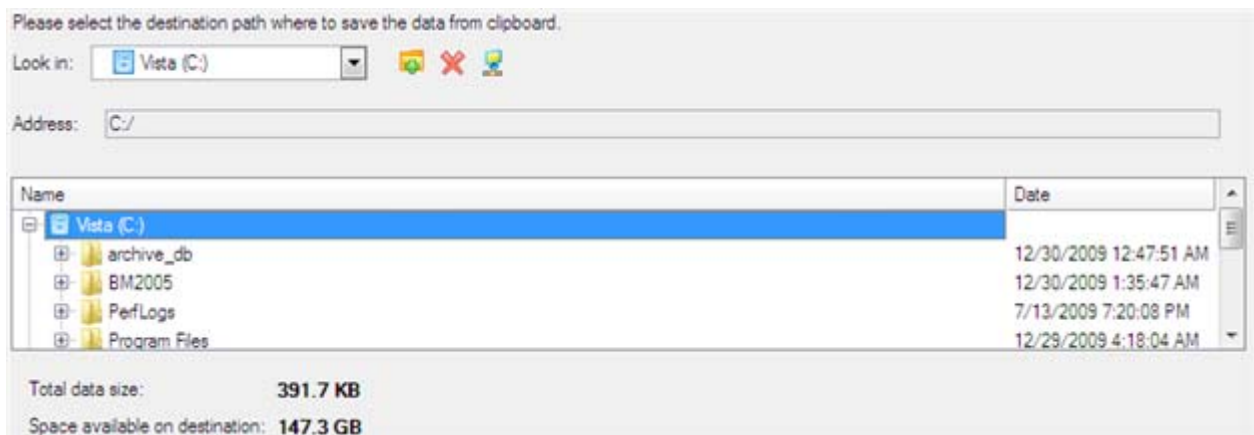 Please select the destination path where to save the data from clipboard.
Look in: Vista (C:)
Address: C:/
Name Date
Vista (C:)
archive_db 12/30/2009 12:47:51 AM
BM2005 12/30/2009 1:35:47 AM
PerfLogs 7/13/2009 7:20:08 PM
Program Files 12/29/2009 4:18:04 AM
Total data size: 391.7 KB
Space available on destination: 147.3 GB